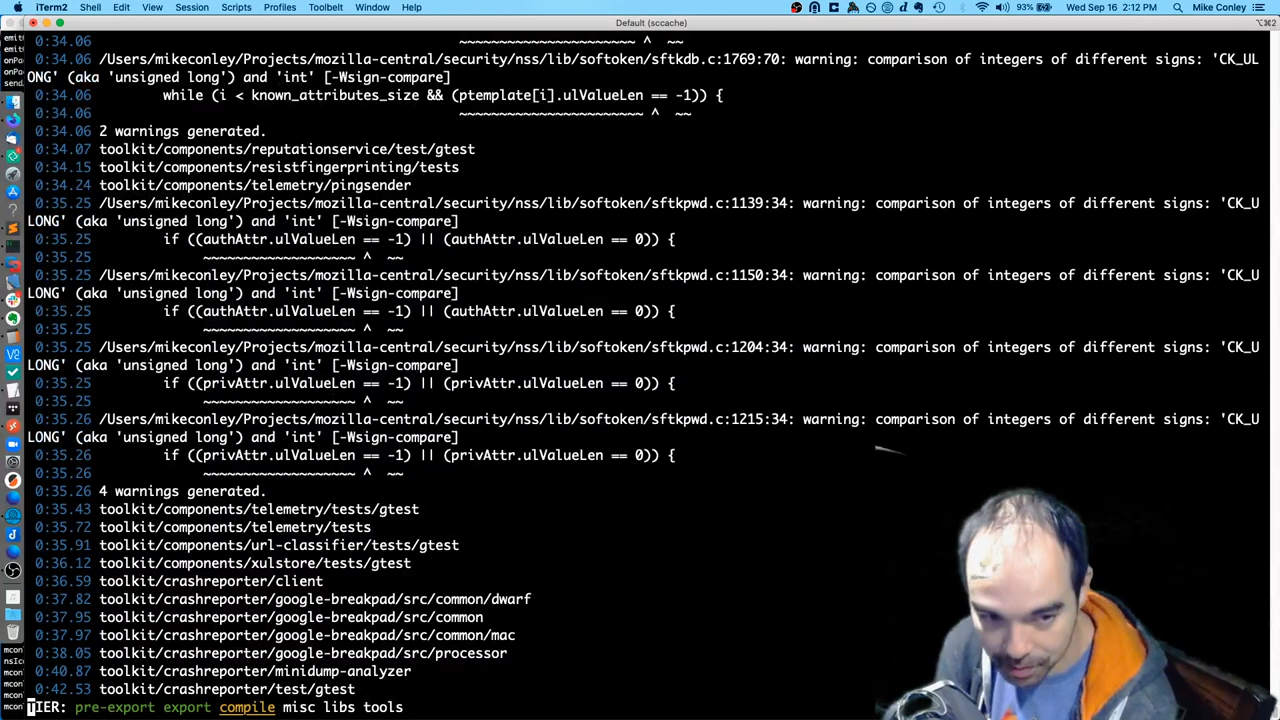 iTerm2 Shell Edit View Session Scripts Profiles Toolbelt Window Help 93% Wed Sep 16 2:12 PM Mike Conley
Default (sccache) ⌥⌘2
0:34.06 ~~~~~~~~~~~~~~~~~~~~~~ ^ ~~
0:34.06 /Users/mikeconley/Projects/mozilla-central/security/nss/lib/softoken/sftkdb.c:1769:70: warning: comparison of integers of different signs: 'CK_UL
ONG' (aka 'unsigned long') and 'int' [-Wsign-compare]
0:34.06 while (i < known_attributes_size && (ptemplate[i].ulValueLen == -1)) {
0:34.06 ~~~~~~~~~~~~~~~~~~~~~~~ ^ ~~
0:34.06 2 warnings generated.
0:34.07 toolkit/components/reputationservice/test/gtest
0:34.15 toolkit/components/resistfingerprinting/tests
0:34.24 toolkit/components/telemetry/pingsender
0:35.25 /Users/mikeconley/Projects/mozilla-central/security/nss/lib/softoken/sftkpwd.c:1139:34: warning: comparison of integers of different signs: 'CK_U
LONG' (aka 'unsigned long') and 'int' [-Wsign-compare]
0:35.25 if ((authAttr.ulValueLen == -1) || (authAttr.ulValueLen == 0)) {
0:35.25 ~~~~~~~~~~~~~~~~~~~ ^ ~~
0:35.25 /Users/mikeconley/Projects/mozilla-central/security/nss/lib/softoken/sftkpwd.c:1150:34: warning: comparison of integers of different signs: 'CK_U
LONG' (aka 'unsigned long') and 'int' [-Wsign-compare]
0:35.25 if ((authAttr.ulValueLen == -1) || (authAttr.ulValueLen == 0)) {
0:35.25 ~~~~~~~~~~~~~~~~~~~ ^ ~~
0:35.25 /Users/mikeconley/Projects/mozilla-central/security/nss/lib/softoken/sftkpwd.c:1204:34: warning: comparison of integers of different signs: 'CK_U
LONG' (aka 'unsigned long') and 'int' [-Wsign-compare]
0:35.25 if ((privAttr.ulValueLen == -1) || (privAttr.ulValueLen == 0)) {
0:35.25 ~~~~~~~~~~~~~~~~~~~ ^ ~~
0:35.26 /Users/mikeconley/Projects/mozilla-central/security/nss/lib/softoken/sftkpwd.c:1215:34: warning: comparison of integers of different signs: 'CK_U
LONG' (aka 'unsigned long') and 'int' [-Wsign-compare]
0:35.26 if ((privAttr.ulValueLen == -1) || (privAttr.ulValueLen == 0)) {
0:35.26 ~~~~~~~~~~~~~~~~~~~ ^ ~~
0:35.26 4 warnings generated.
0:35.43 toolkit/components/telemetry/tests/gtest
0:35.72 toolkit/components/telemetry/tests
0:35.91 toolkit/components/url-classifier/tests/gtest
0:36.12 toolkit/components/xulstore/tests/gtest
0:36.59 toolkit/crashreporter/client
0:37.82 toolkit/crashreporter/google-breakpad/src/common/dwarf
0:37.95 toolkit/crashreporter/google-breakpad/src/common
0:37.97 toolkit/crashreporter/google-breakpad/src/common/mac
0:38.05 toolkit/crashreporter/google-breakpad/src/processor
0:40.87 toolkit/crashreporter/minidump-analyzer
0:42.53 toolkit/crashreporter/test/gtest
TIER: pre-export export compile misc libs tools